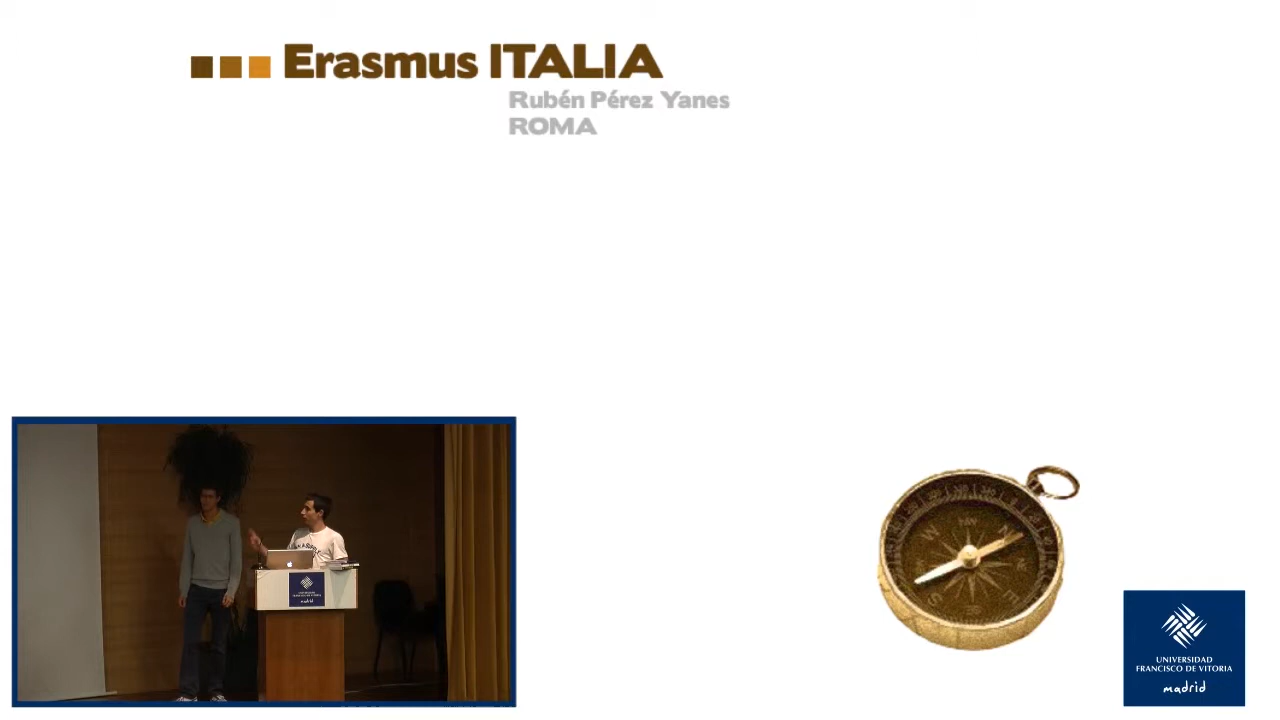 Erasmus ITALIA
Rubén Pérez Yanes
ROMA
UNIVERSIDAD
FRANCISCO DE VITORIA
madrid